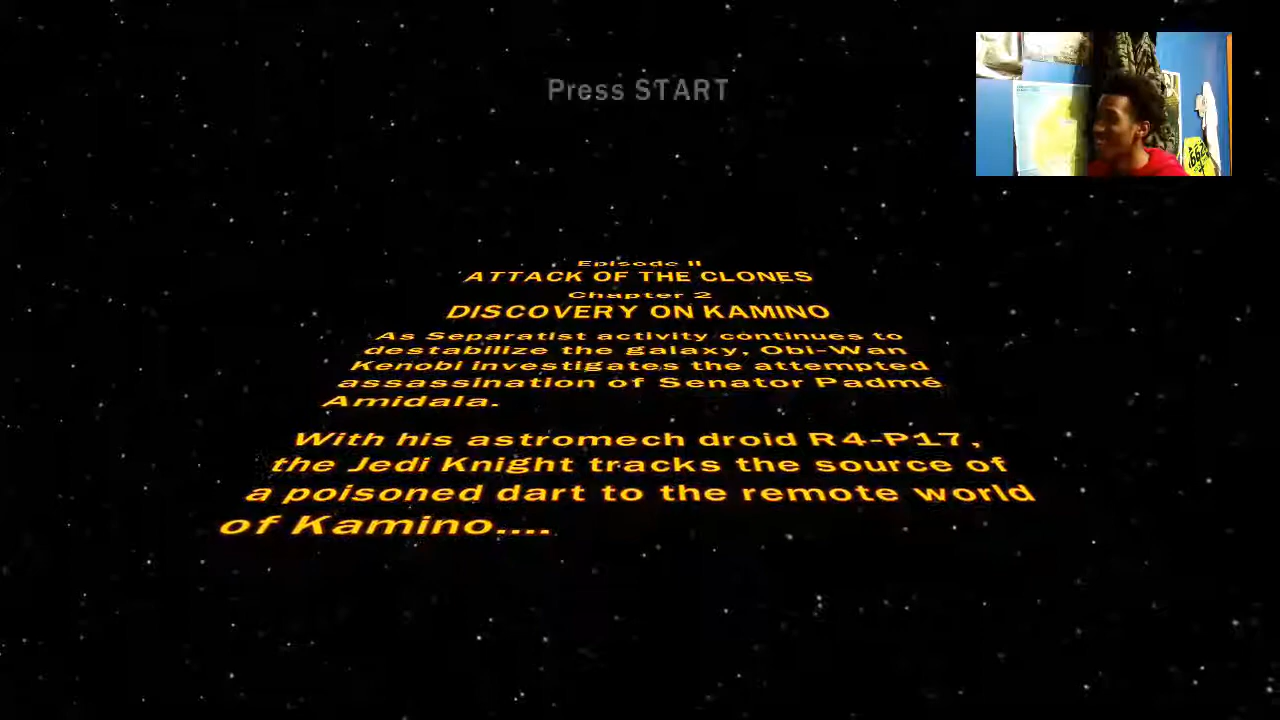 Press START
Episode II
ATTACK OF THE CLONES
Chapter 2
DISCOVERY ON KAMINO
As Separatist activity continues to
destabilize the galaxy, Obi-Wan
Kenobi investigates the attempted
assassination of Senator Padmé
Amidala.
With his astromech droid R4-P17,
the Jedi Knight tracks the source of
a poisoned dart to the remote world
of Kamino....